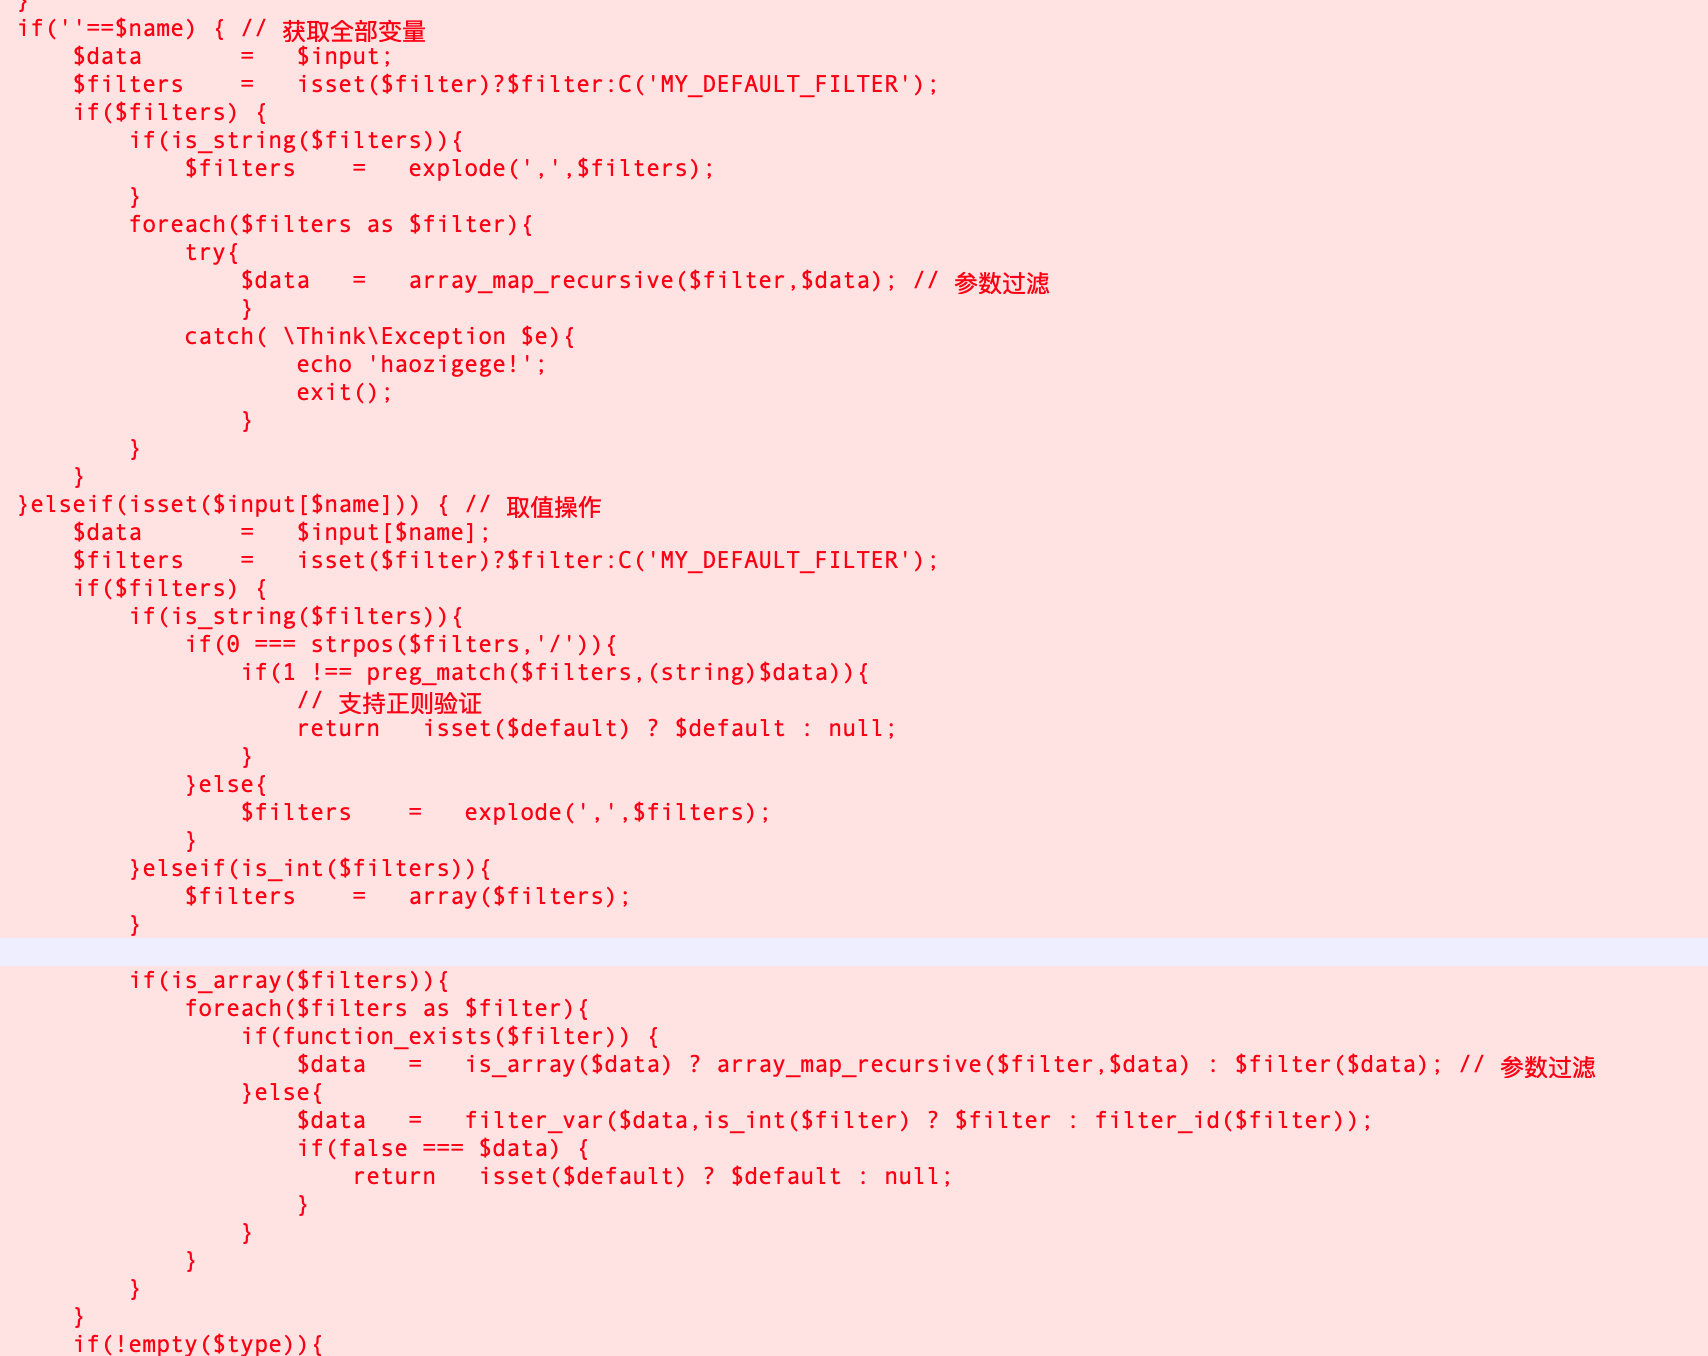 }
if(''==$name) { // 获取全部变量
    $data       =   $input;
    $filters    =   isset($filter)?$filter:C('MY_DEFAULT_FILTER');
    if($filters) {
        if(is_string($filters)){
            $filters    =   explode(',',$filters);
        }
        foreach($filters as $filter){
            try{
                $data   =   array_map_recursive($filter,$data); // 参数过滤
                }
            catch( \Think\Exception $e){
                    echo 'haozigege!';
                    exit();
                }
        }
    }
}elseif(isset($input[$name])) { // 取值操作
    $data       =   $input[$name];
    $filters    =   isset($filter)?$filter:C('MY_DEFAULT_FILTER');
    if($filters) {
        if(is_string($filters)){
            if(0 === strpos($filters,'/')){
                if(1 !== preg_match($filters,(string)$data)){
                    // 支持正则验证
                    return   isset($default) ? $default : null;
                }
            }else{
                $filters    =   explode(',',$filters);
            }
        }elseif(is_int($filters)){
            $filters    =   array($filters);
        }

        if(is_array($filters)){
            foreach($filters as $filter){
                if(function_exists($filter)) {
                    $data   =   is_array($data) ? array_map_recursive($filter,$data) : $filter($data); // 参数过滤
                }else{
                    $data   =   filter_var($data,is_int($filter) ? $filter : filter_id($filter));
                    if(false === $data) {
                        return   isset($default) ? $default : null;
                    }
                }
            }
        }
    }
    if(!empty($type)){